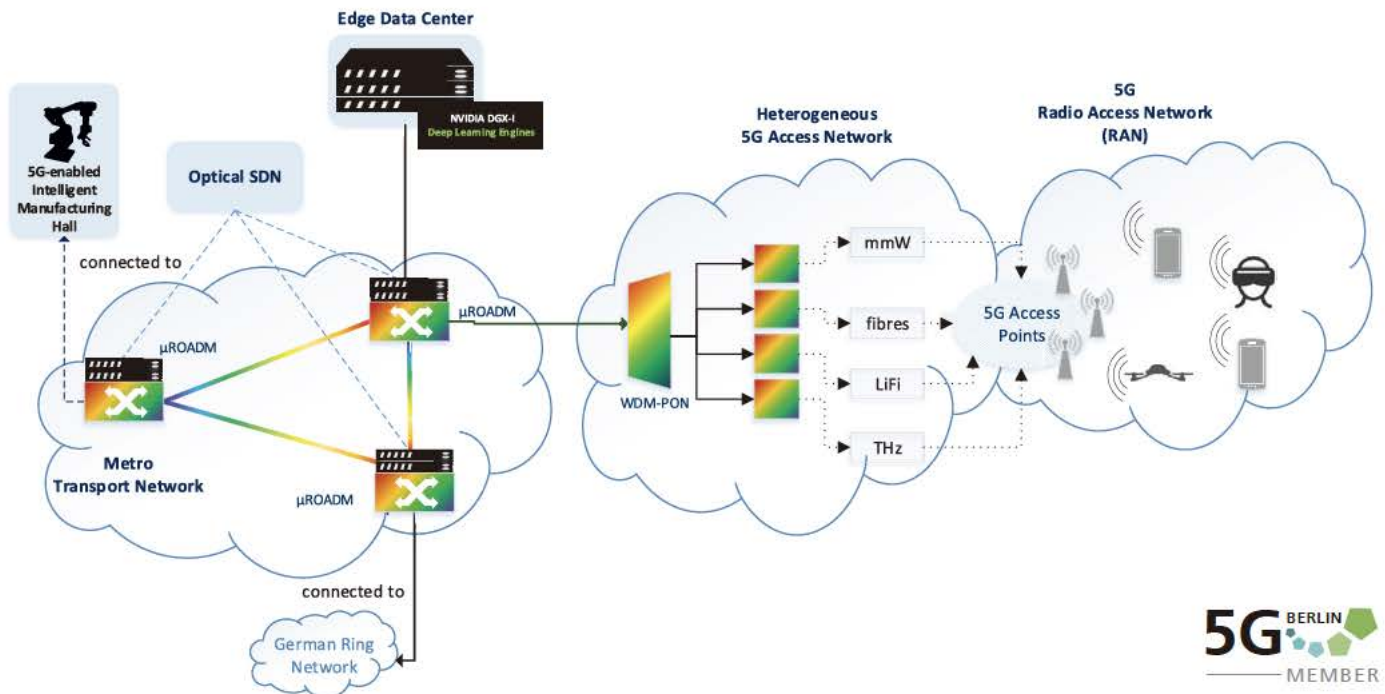 Edge Data Center
NVIDIA DGX-I
Deep Learning Engines
5G-enabled
Intelligent
Manufacturing
Hall
Optical SDN
connected to
µROADM
µROADM
µROADM
Metro
Transport Network
connected to
German Ring
Network
Heterogeneous
5G Access Network
WDM-PON
mmW
fibres
LiFi
THz
5G
Radio Access Network
(RAN)
5G Access
Points
5G BERLIN
MEMBER